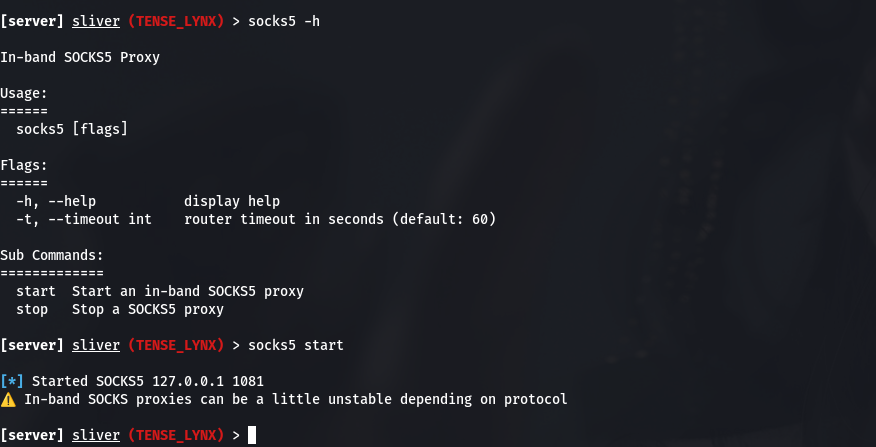 [server] sliver (TENSE_LYNX) > socks5 -h
In-band SOCKS5 Proxy
Usage:
======
socks5 [flags]
Flags:
======
-h, --help display help
-t, --timeout int router timeout in seconds (default: 60)
Sub Commands:
=============
start Start an in-band SOCKS5 proxy
stop Stop a SOCKS5 proxy
[server] sliver (TENSE_LYNX) > socks5 start
[*] Started SOCKS5 127.0.0.1 1081
⚠️ In-band SOCKS proxies can be a little unstable depending on protocol
[server] sliver (TENSE_LYNX) >